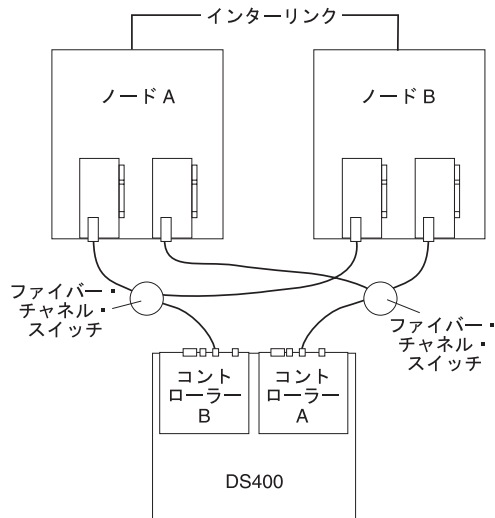 インターリンク
ノード A
ノード B
ファイバー・
チャネル・
スイッチ
ファイバー・
チャネル・
スイッチ
コント
ローラー
B
コント
ローラー
A
DS400